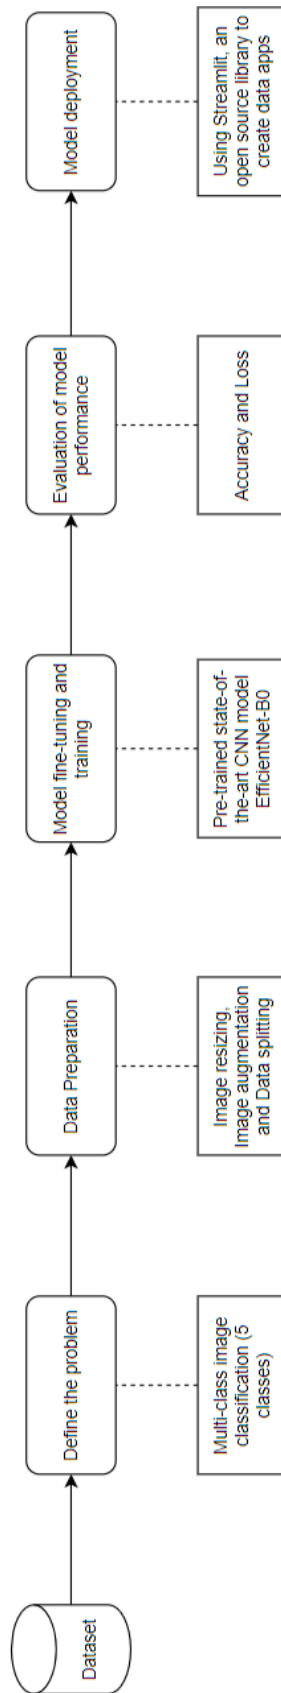 Dataset
Define the problem
Multi-class image
classification (5
classes)
Data Preparation
Image resizing,
Image augmentation
and Data splitting
Model fine-tuning and
training
Pre-trained state-of-
the-art CNN model
EfficientNet-B0
Evaluation of model
performance
Accuracy and Loss
Model deployment
Using Streamlit, an
open source library to
create data apps